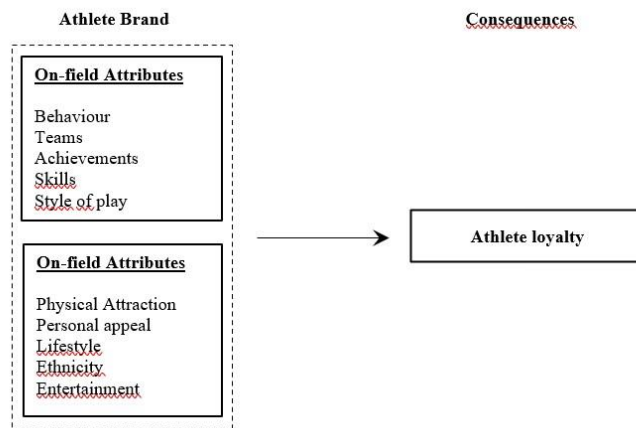 Athlete Brand
Consequences
On-field Attributes
Behaviour
Teams
Achievements
Skills
Style of play
On-field Attributes
Physical Attraction
Personal appeal
Lifestyle
Ethnicity
Entertainment
Athlete loyalty